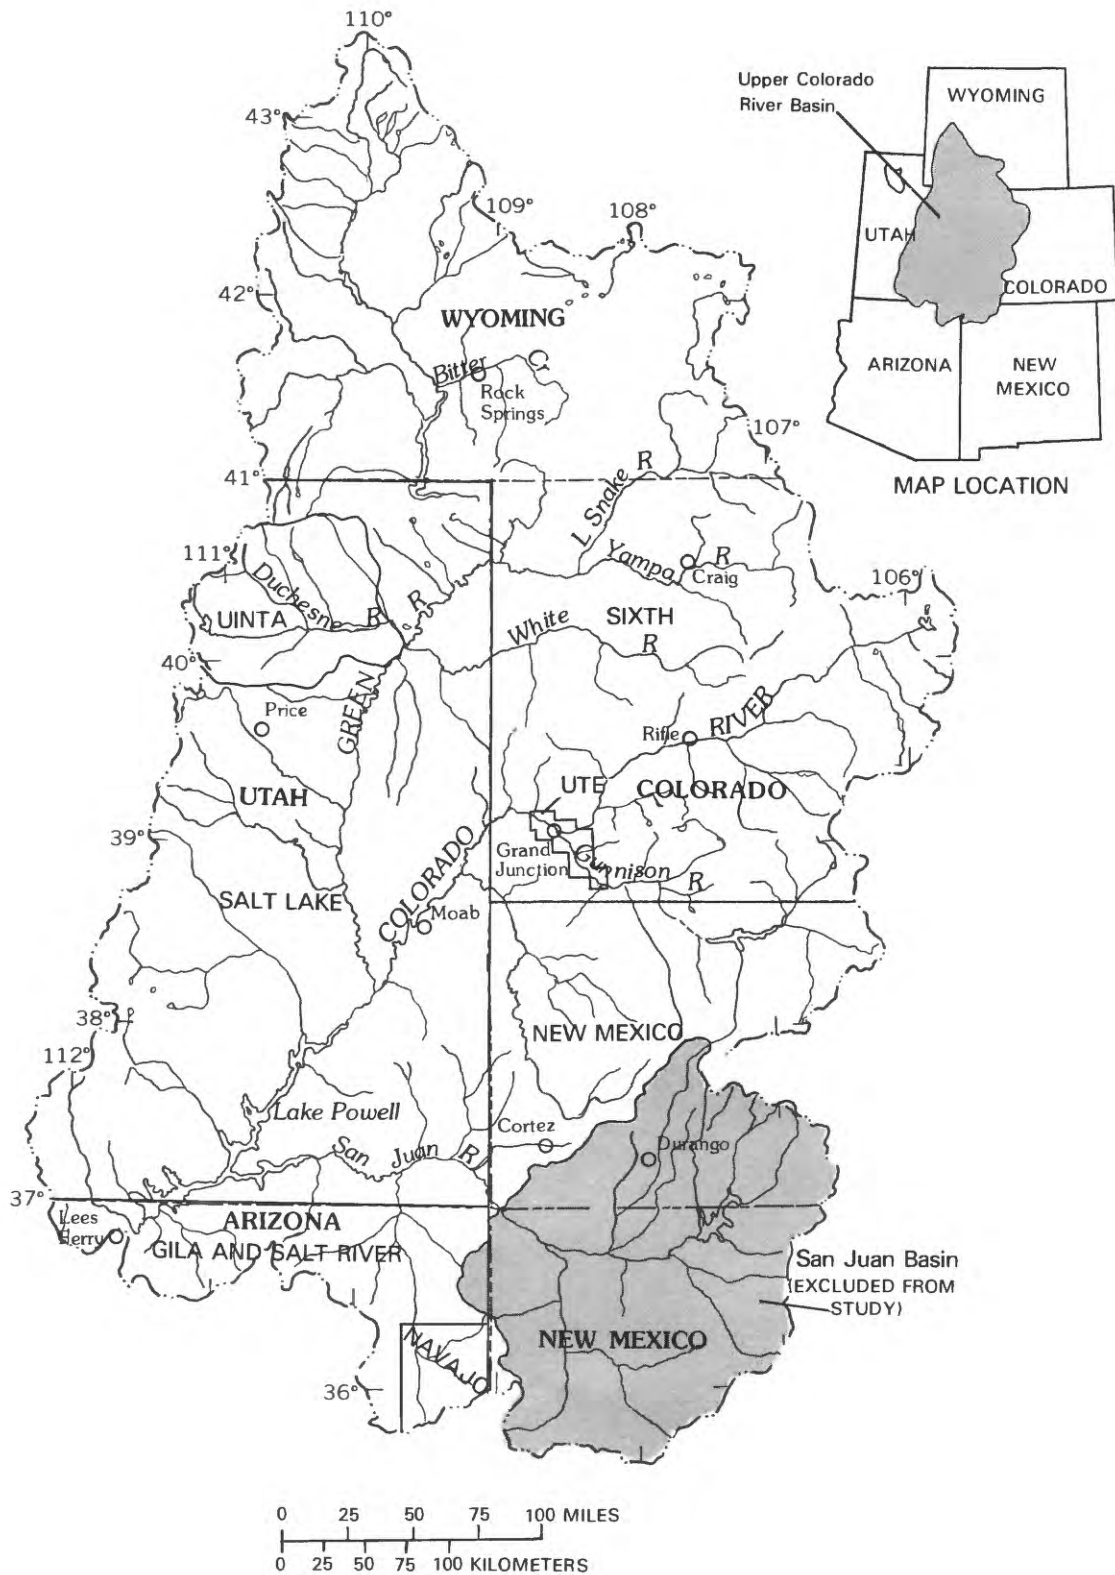 110°
43°
Upper Colorado
River Basin
WYOMING
UTAH
COLORADO
ARIZONA
NEW
MEXICO
MAP LOCATION
109°
108°
42°
WYOMING
Bitter Cr
Rock
Springs
107°
41°
L Snake R
111°
Duchesne R
R
Yampa R
Craig
106°
UINTA
SIXTH
White R
40°
Price
GREEN
Rifle
RIVER
UTE
COLORADO
UTAH
39°
COLORADO
Grand
Junction
Gunnison R
SALT LAKE
Moab
38°
NEW MEXICO
112°
Lake Powell
Cortez
San Juan R
Durango
37°
Lees
Ferry
ARIZONA
GILA AND SALT RIVER
San Juan Basin
(EXCLUDED FROM
STUDY)
NAVAJO
NEW MEXICO
36°
0 25 50 75 100 MILES
0 25 50 75 100 KILOMETERS